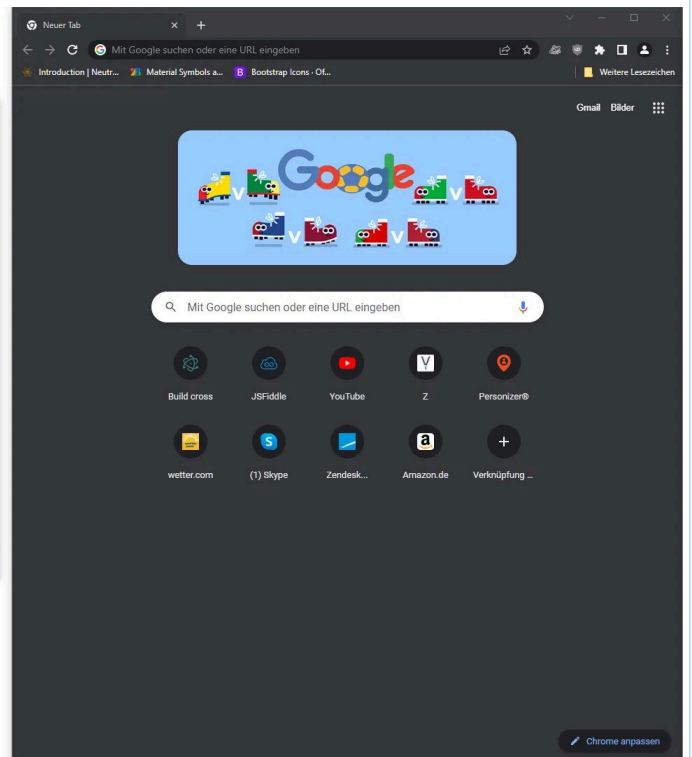 Neuer Tab
Mit Google suchen oder eine URL eingeben
Introduction | Neutr... Material Symbols a... B Bootstrap Icons · Of... Weitere Lesezeichen
Gmail Bilder
Google
v v
v v
Mit Google suchen oder eine URL eingeben
Build cross JSFiddle YouTube Z Personizer®
wetter.com (1) Skype Zendesk... Amazon.de Verknüpfung ...
Chrome anpassen